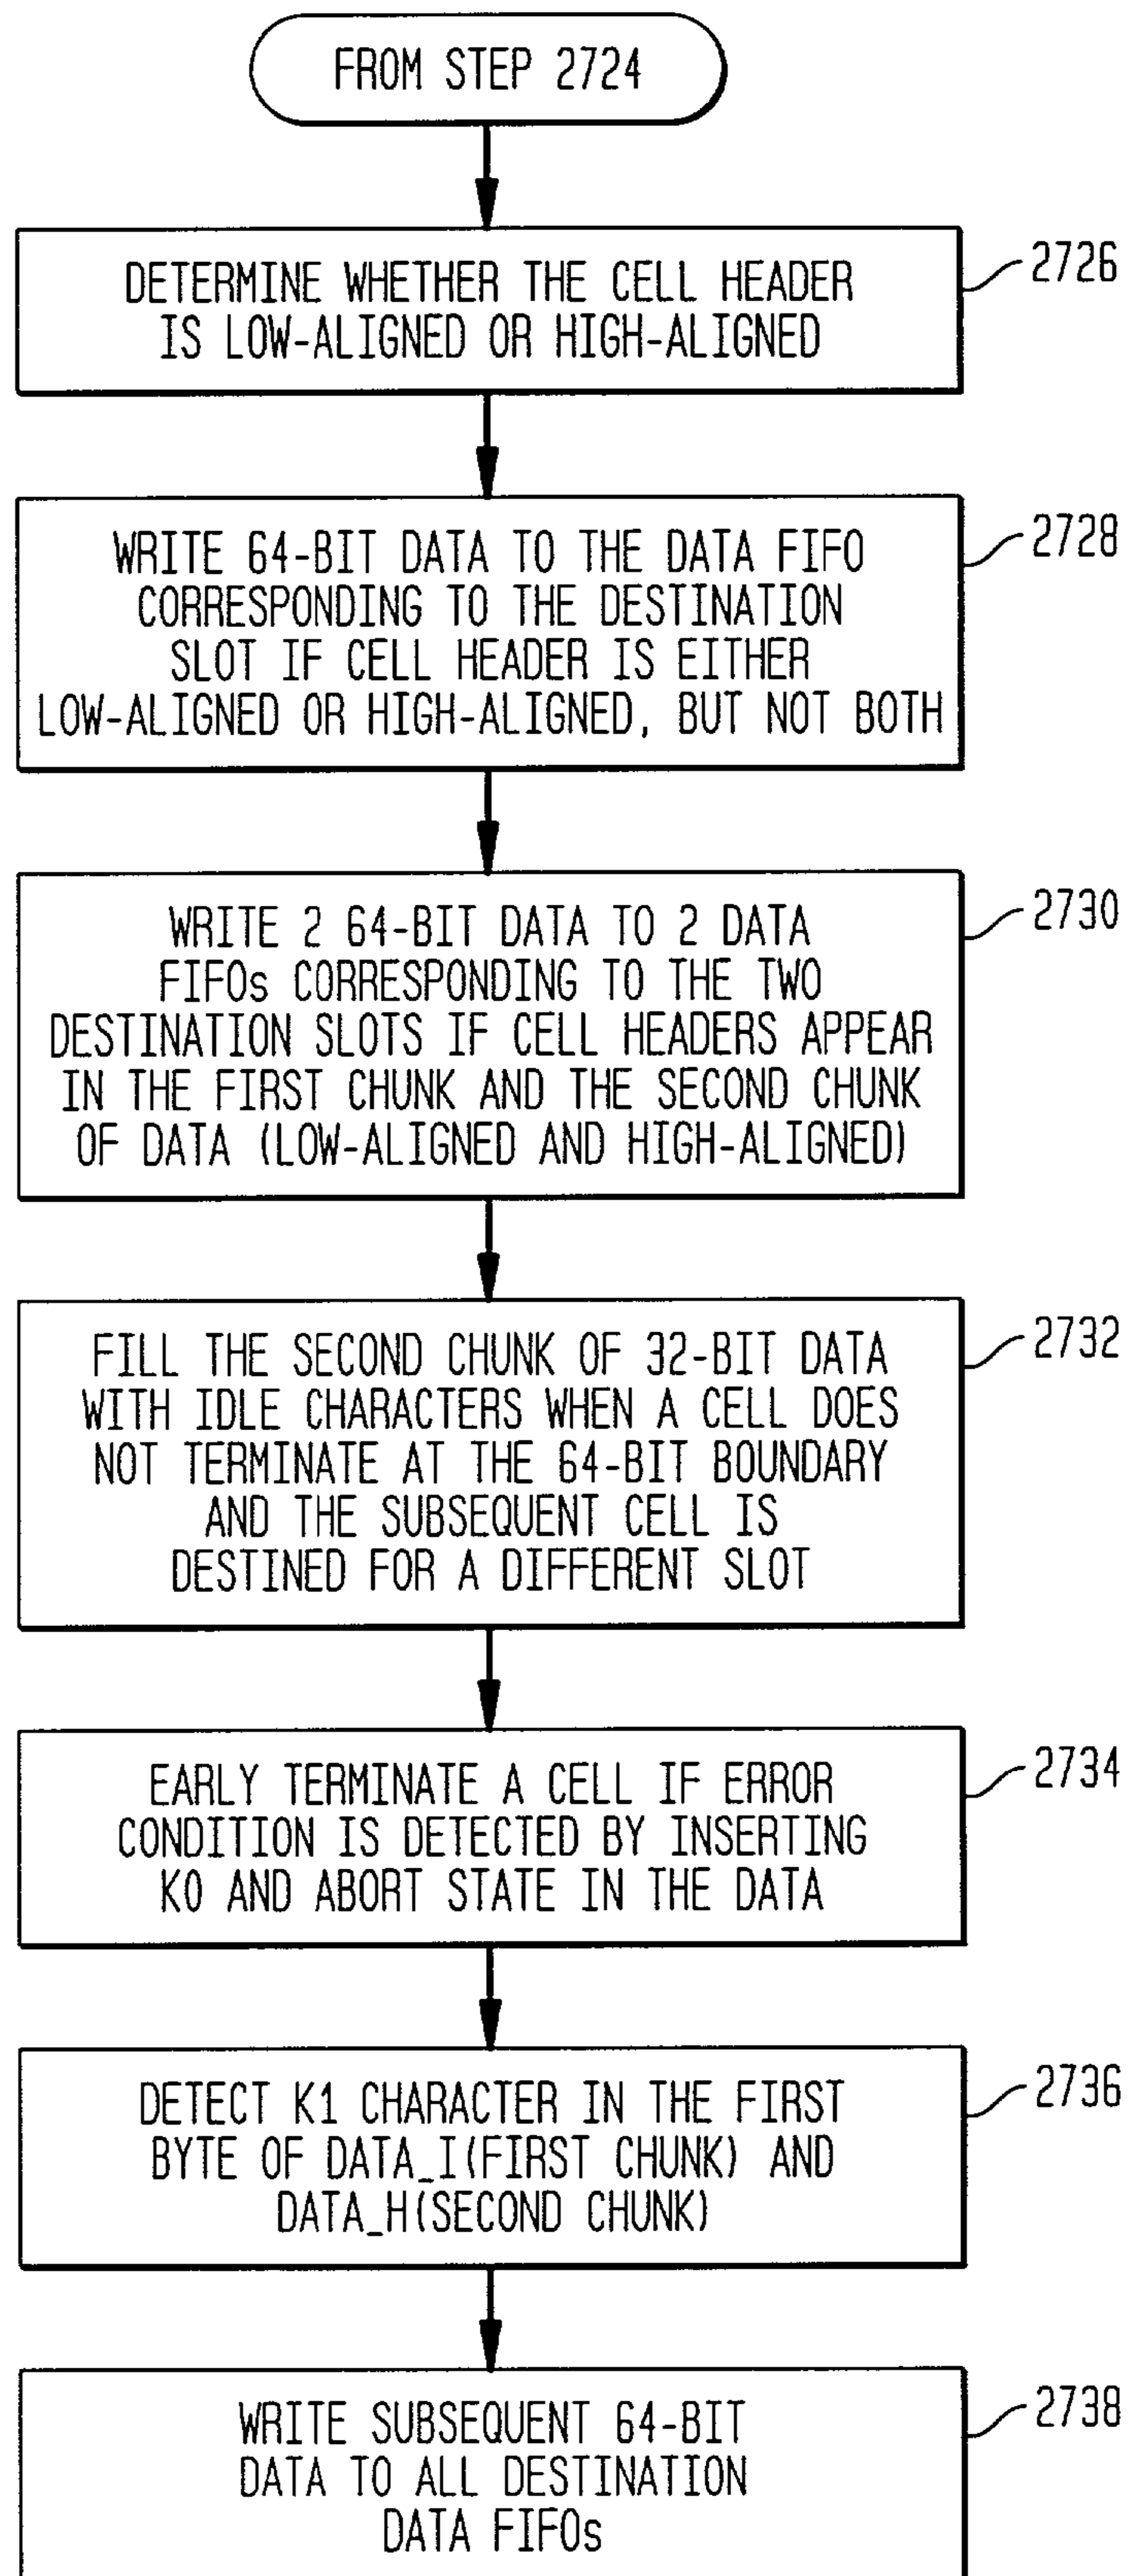 FROM STEP 2724
DETERMINE WHETHER THE CELL HEADER
IS LOW-ALIGNED OR HIGH-ALIGNED
2726
WRITE 64-BIT DATA TO THE DATA FIFO
CORRESPONDING TO THE DESTINATION
SLOT IF CELL HEADER IS EITHER
LOW-ALIGNED OR HIGH-ALIGNED, BUT NOT BOTH
2728
WRITE 2 64-BIT DATA TO 2 DATA
FIFOs CORRESPONDING TO THE TWO
DESTINATION SLOTS IF CELL HEADERS APPEAR
IN THE FIRST CHUNK AND THE SECOND CHUNK
OF DATA (LOW-ALIGNED AND HIGH-ALIGNED)
2730
FILL THE SECOND CHUNK OF 32-BIT DATA
WITH IDLE CHARACTERS WHEN A CELL DOES
NOT TERMINATE AT THE 64-BIT BOUNDARY
AND THE SUBSEQUENT CELL IS
DESTINED FOR A DIFFERENT SLOT
2732
EARLY TERMINATE A CELL IF ERROR
CONDITION IS DETECTED BY INSERTING
K0 AND ABORT STATE IN THE DATA
2734
DETECT K1 CHARACTER IN THE FIRST
BYTE OF DATA_I(FIRST CHUNK) AND
DATA_H(SECOND CHUNK)
2736
WRITE SUBSEQUENT 64-BIT
DATA TO ALL DESTINATION
DATA FIFOs
2738